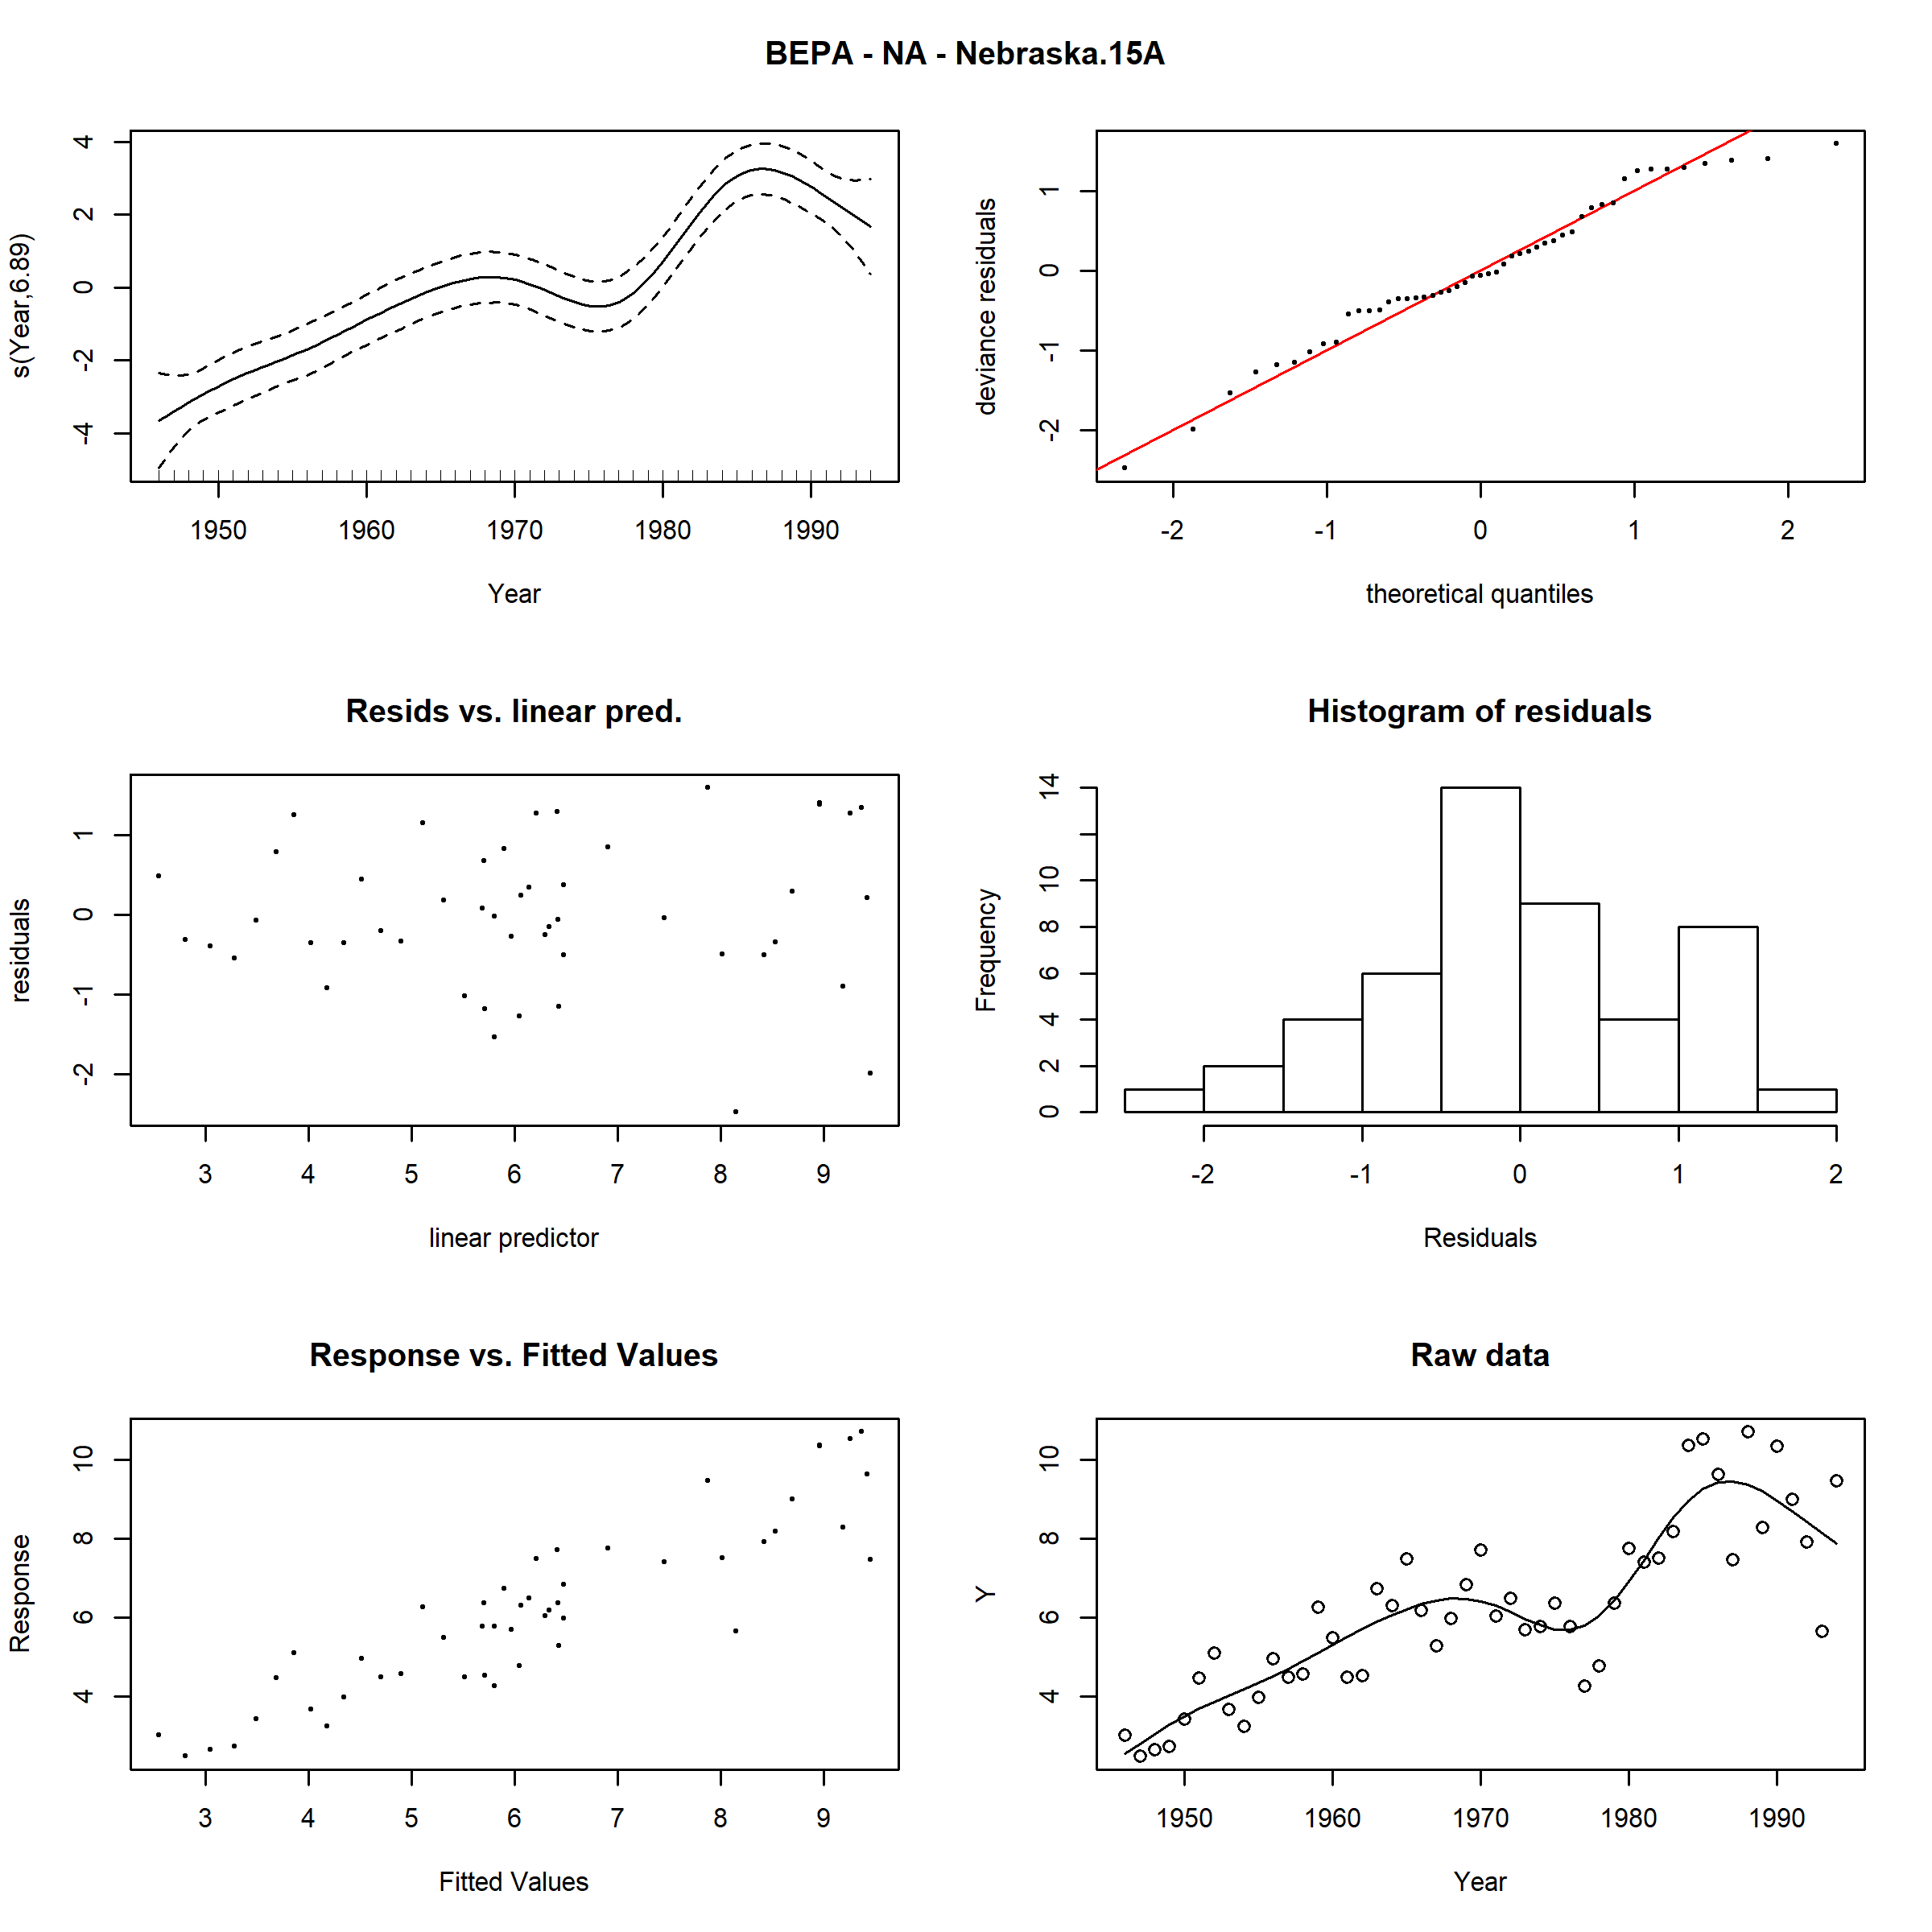 BEPA - NA - Nebraska.15A
s(Year,6.89)
4
2
0
-2
-4
1950 1960 1970 1980 1990
Year
deviance residuals
1
0
-1
-2
-2 -1 0 1 2
theoretical quantiles
Resids vs. linear pred.
residuals
1
0
-1
-2
3 4 5 6 7 8 9
linear predictor
Histogram of residuals
Frequency
14
10
8
6
4
2
0
-2 -1 0 1 2
Residuals
Response vs. Fitted Values
Response
10
8
6
4
3 4 5 6 7 8 9
Fitted Values
Raw data
Y
10
8
6
4
1950 1960 1970 1980 1990
Year